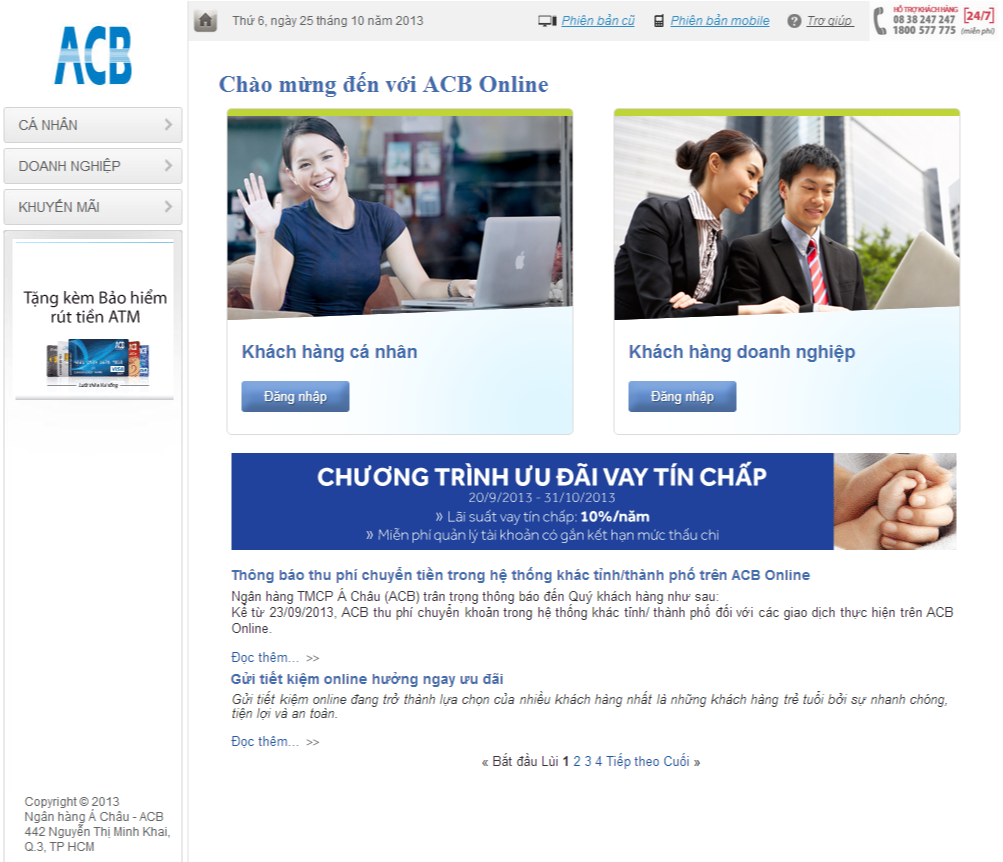 ACB
Thứ 6, ngày 25 tháng 10 năm 2013
Phiên bản cũ
Phiên bản mobile
Trợ giúp
HỖ TRỢ KHÁCH HÀNG
08 38 247 247
1800 577 775
[24/7]
(miễn phí)
CÁ NHÂN
DOANH NGHIỆP
KHUYẾN MÃI
Tặng kèm Bảo hiểm
rút tiền ATM
Chào mừng đến với ACB Online
Khách hàng cá nhân
Đăng nhập
Khách hàng doanh nghiệp
Đăng nhập
CHƯƠNG TRÌNH ƯU ĐÃI VAY TÍN CHẤP
20/9/2013 - 31/10/2013
» Lãi suất vay tín chấp: 10%/năm
» Miễn phí quản lý tài khoản có gắn kết hạn mức thấu chi
Thông báo thu phí chuyển tiền trong hệ thống khác tỉnh/thành phố trên ACB Online
Ngân hàng TMCP Á Châu (ACB) trân trọng thông báo đến Quý khách hàng như sau:
Kể từ 23/09/2013, ACB thu phí chuyển khoản trong hệ thống khác tỉnh/ thành phố đối với các giao dịch thực hiện trên ACB
Online.
Đọc thêm... >>
Gửi tiết kiệm online hưởng ngay ưu đãi
Gửi tiết kiệm online đang trở thành lựa chọn của nhiều khách hàng nhất là những khách hàng trẻ tuổi bởi sự nhanh chóng,
tiện lợi và an toàn.
Đọc thêm... >>
« Bắt đầu Lùi 1 2 3 4 Tiếp theo Cuối »
Copyright © 2013
Ngân hàng Á Châu - ACB
442 Nguyễn Thị Minh Khai,
Q.3, TP HCM